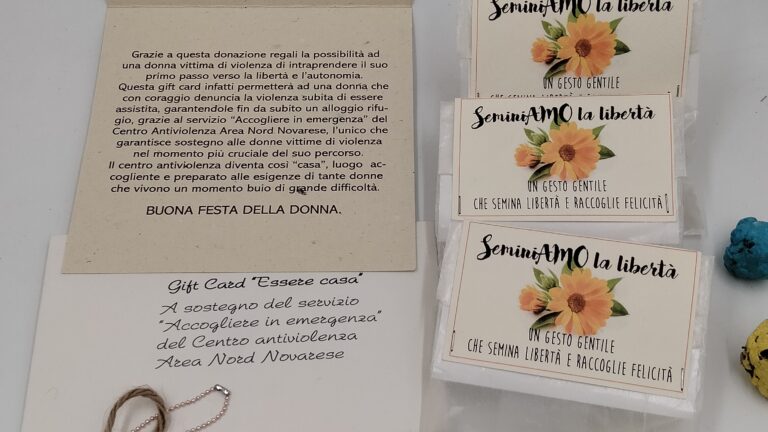 Grazie a questa donazione regali la possibilità ad
una donna vittima di violenza di intraprendere il suo
primo passo verso la libertà e l'autonomia.
Questa gift card infatti permetterà ad una donna che
con coraggio denuncia la violenza subita di essere
assistita, garantendole fin da subito un alloggio rifu-
gio, grazie al servizio "Accogliere in emergenza" del
Centro Antiviolenza Area Nord Novarese, l'unico che
garantisce sostegno alle donne vittime di violenza
nel momento più cruciale del suo percorso.
Il centro antiviolenza diventa così "casa", luogo ac-
cogliente e preparato alle esigenze di tante donne
che vivono un momento buio di grande difficoltà.
BUONA FESTA DELLA DONNA.
Gift Card "Essere casa"
A sostegno del servizio
"Accogliere in emergenza"
del Centro antiviolenza
Area Nord Novarese
SeminiAMO la libertà
UN GESTO GENTILE
CHE SEMINA LIBERTÀ E
SeminiAMO la libertà
UN GESTO GENTILE
CHE SEMINA LIBERTÀ E RACCOGLIE FELICITÀ
SeminiAMO la libertà
UN GESTO GENTILE
CHE SEMINA LIBERTÀ E RACCOGLIE FELICITÀ